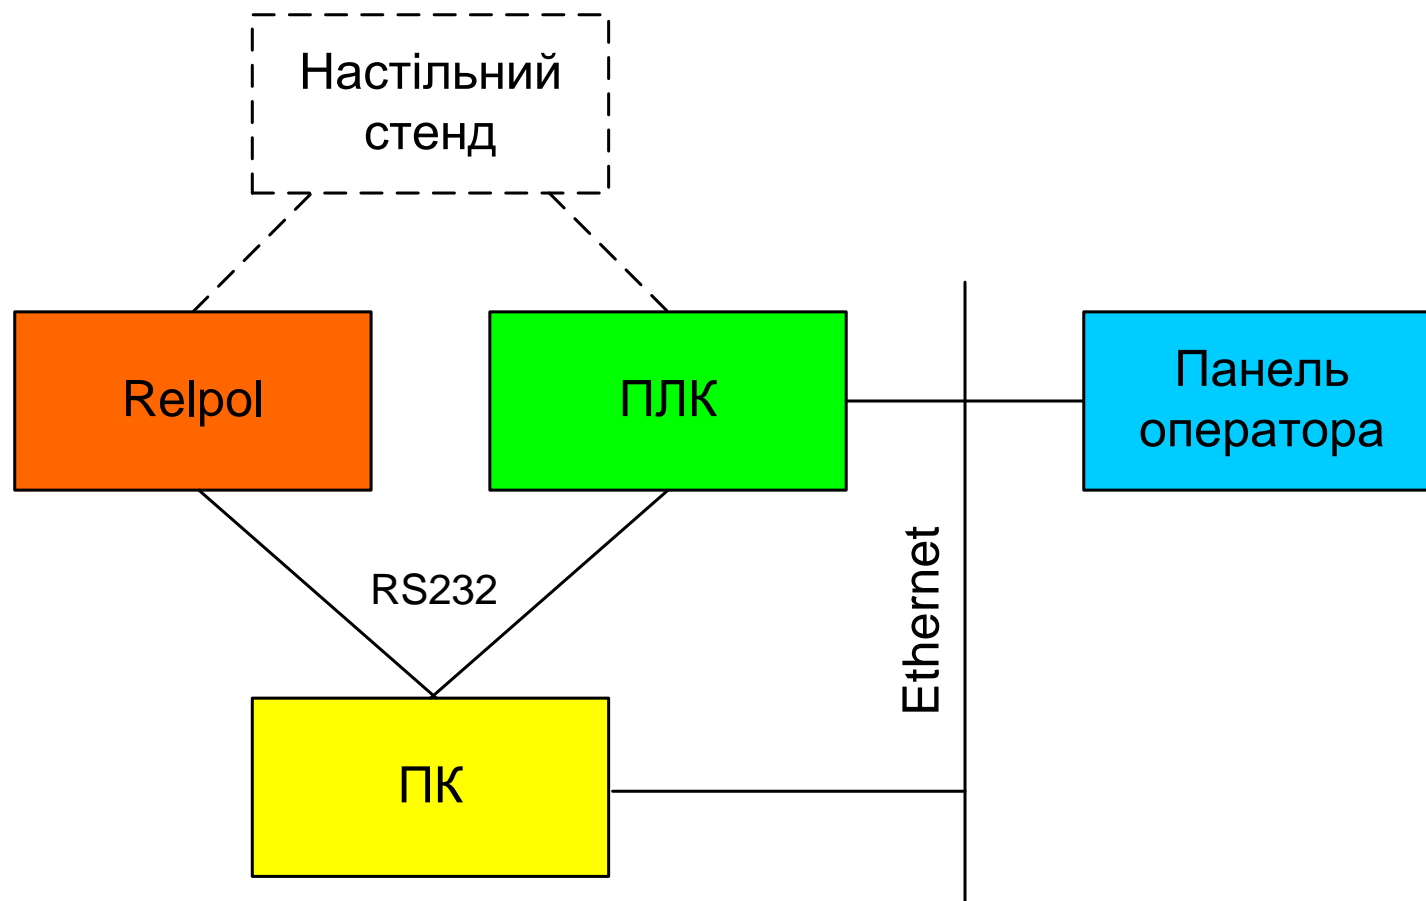 Настільний
стенд
Relpol
ПЛК
Панель
оператора
RS232
Ethernet
ПК